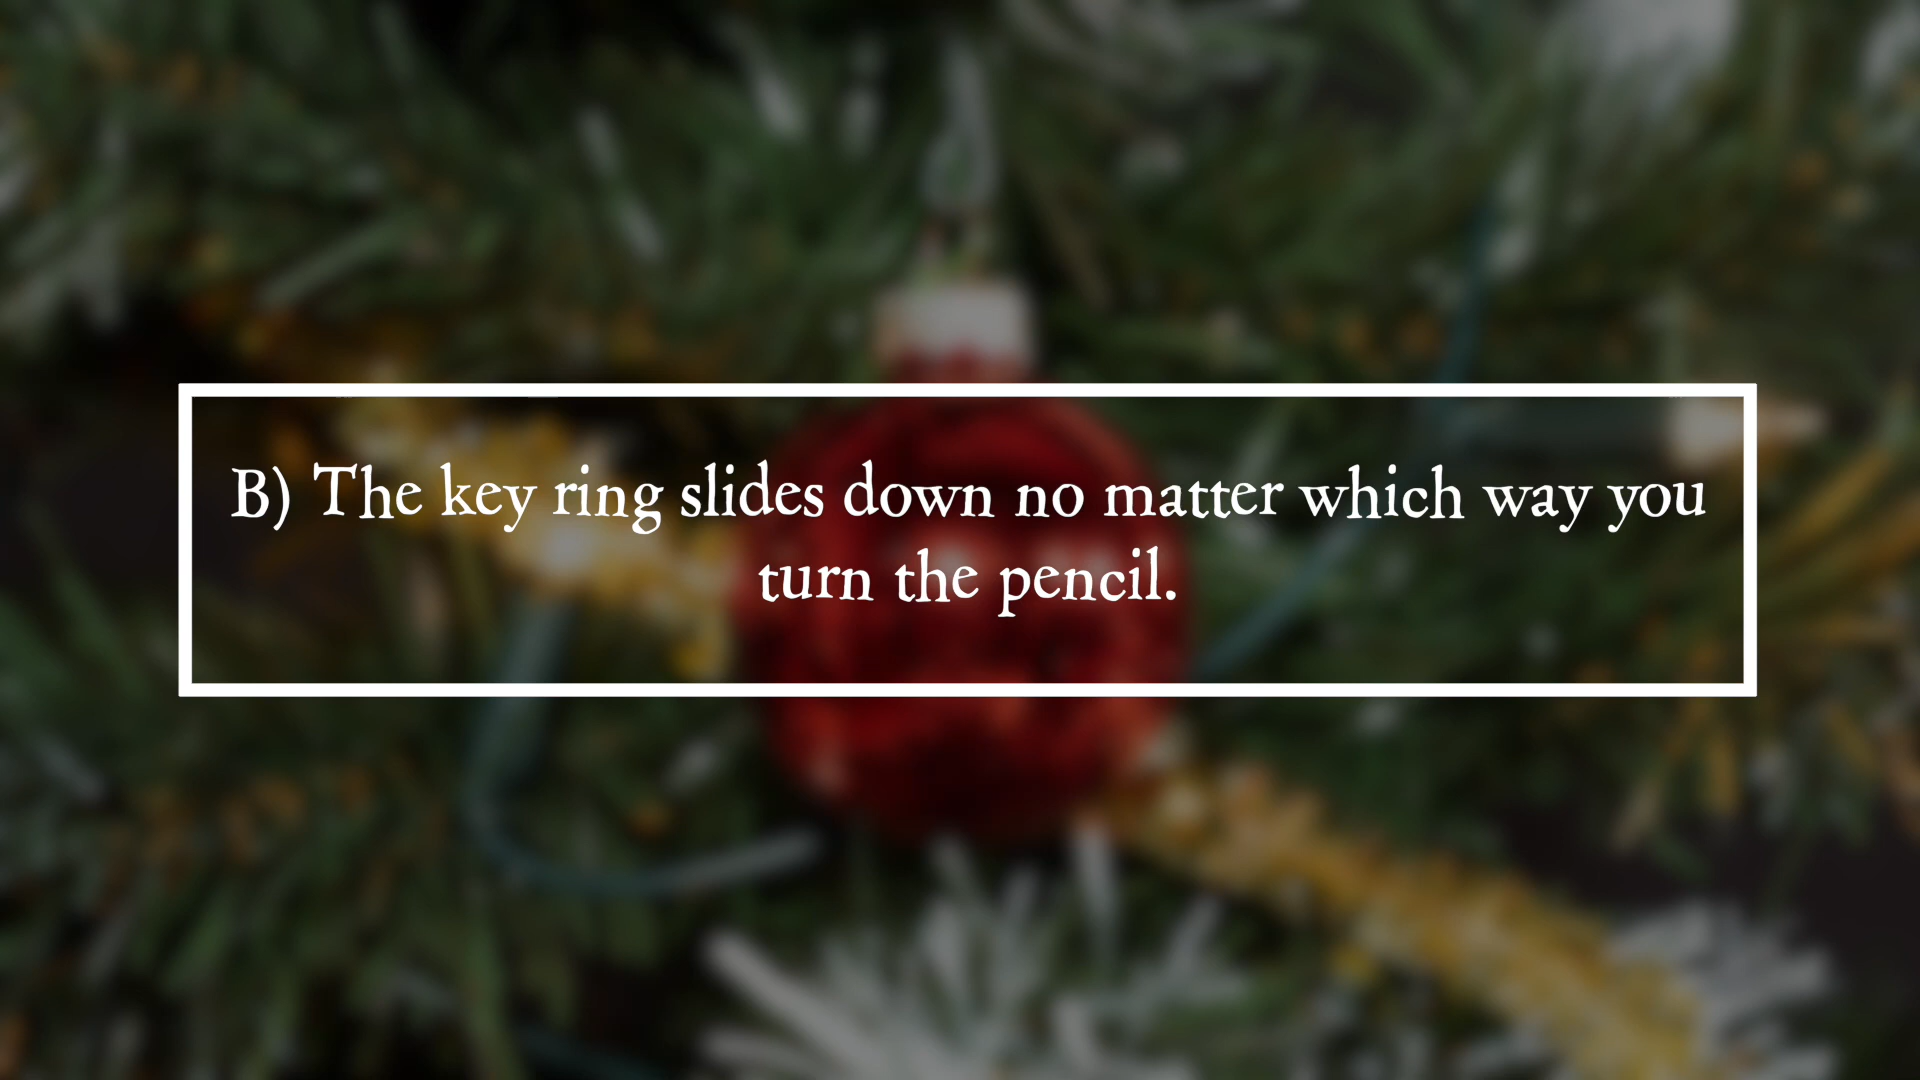 B) The key ring slides down no matter which way you
turn the pencil.